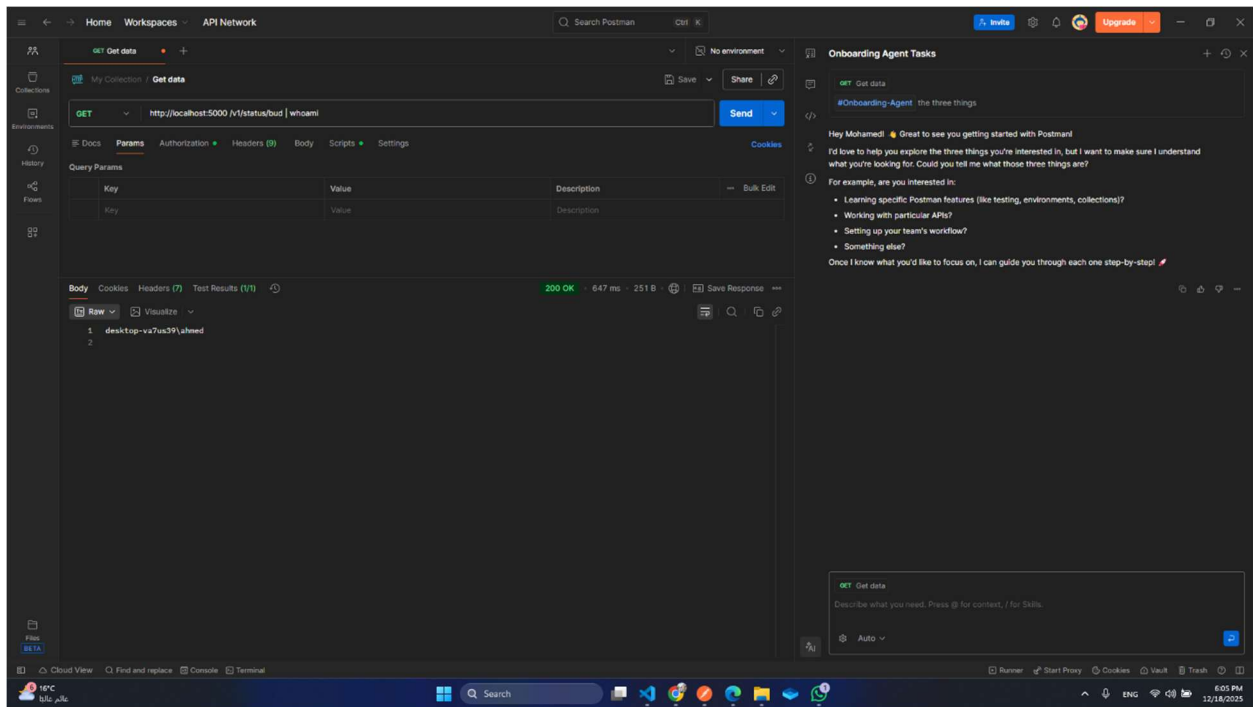 Home Workspaces API Network
Search Postman Ctrl K
Invite
Upgrade
GET Get data
No environment
My Collection / Get data
Save
Share
GET http://localhost:5000 /v1/status/bud | whoami
Send
Docs Params Authorization Headers (9) Body Scripts Settings
Cookies
Query Params
Key Value Description Bulk Edit
Key Value Description
Body Cookies Headers (7) Test Results (1/1)
200 OK 647 ms 251 B Save Response
Raw Visualize
1 desktop-va7us39\ahmed
2
Collections
Environments
History
Flows
Files
BETA
Onboarding Agent Tasks
GET Get data
#Onboarding-Agent the three things
Hey Mohamed! 👋 Great to see you getting started with Postman!
I'd love to help you explore the three things you're interested in, but I want to make sure I understand
what you're looking for. Could you tell me what those three things are?
For example, are you interested in:
• Learning specific Postman features (like testing, environments, collections)?
• Working with particular APIs?
• Setting up your team's workflow?
• Something else?
Once I know what you'd like to focus on, I can guide you through each one step-by-step! 🚀
GET Get data
Describe what you need. Press @ for context, / for Skills.
Auto
Cloud View Find and replace Console Terminal
Runner Start Proxy Cookies Vault Trash
16°C
غائم غالبًا
Search
ENG
6:05 PM
12/18/2025